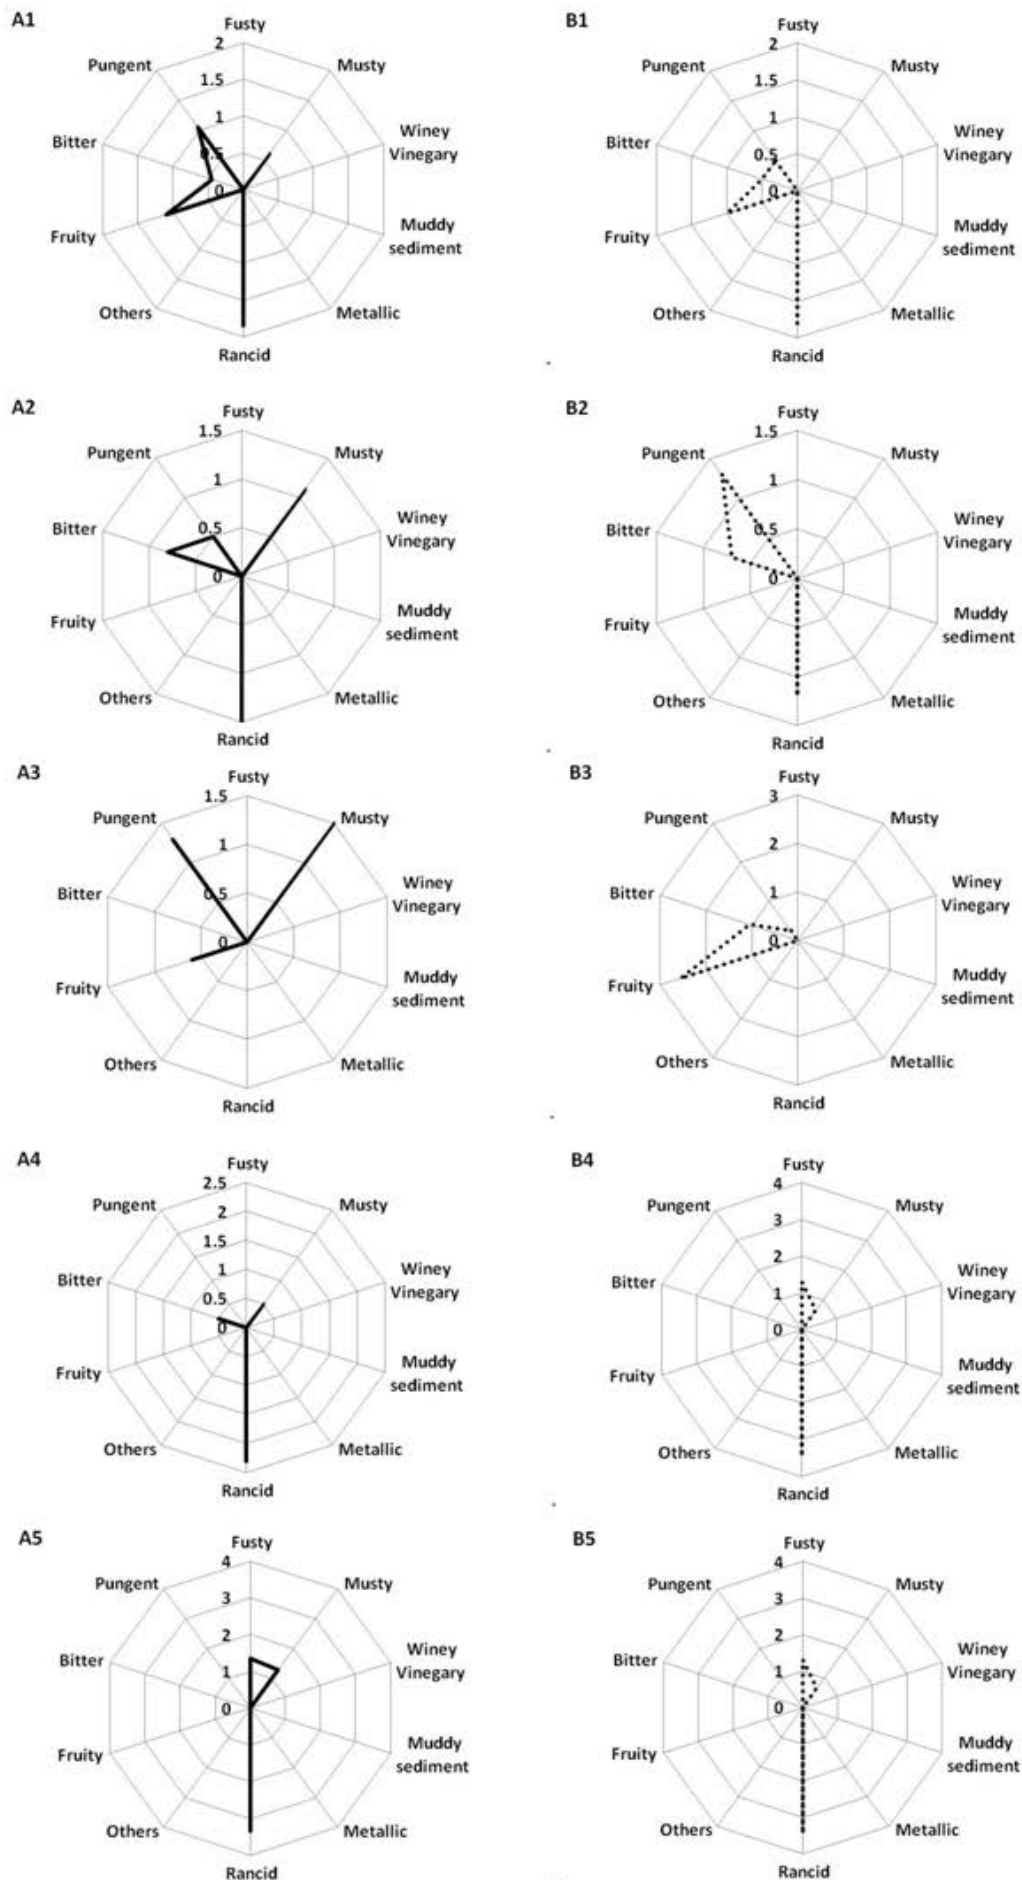 A1
Fusty
2
Pungent
Musty
1.5
1
Bitter
Winey
Vinegary
0.5
0
Fruity
Muddy
sediment
Others
Metallic
Rancid
B1
Fusty
2
Pungent
Musty
1.5
1
Bitter
Winey
Vinegary
0.5
0
Fruity
Muddy
sediment
Others
Metallic
Rancid
A2
Fusty
1.5
Pungent
Musty
1
Bitter
Winey
Vinegary
0.5
0
Fruity
Muddy
sediment
Others
Metallic
Rancid
B2
Fusty
1.5
Pungent
Musty
1
Bitter
Winey
Vinegary
0.5
0
Fruity
Muddy
sediment
Others
Metallic
Rancid
A3
Fusty
1.5
Pungent
Musty
1
Bitter
Winey
Vinegary
0.5
0
Fruity
Muddy
sediment
Others
Metallic
Rancid
B3
Fusty
3
Pungent
Musty
2
Bitter
Winey
Vinegary
1
0
Fruity
Muddy
sediment
Others
Metallic
Rancid
A4
Fusty
2.5
Pungent
Musty
2
1.5
Bitter
Winey
Vinegary
1
0.5
0
Fruity
Muddy
sediment
Others
Metallic
Rancid
B4
Fusty
4
Pungent
Musty
3
2
Bitter
Winey
Vinegary
1
0
Fruity
Muddy
sediment
Others
Metallic
Rancid
A5
Fusty
4
Pungent
Musty
3
2
Bitter
Winey
Vinegary
1
0
Fruity
Muddy
sediment
Others
Metallic
Rancid
B5
Fusty
4
Pungent
Musty
3
2
Bitter
Winey
Vinegary
1
0
Fruity
Muddy
sediment
Others
Metallic
Rancid